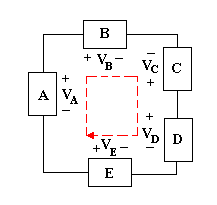 B
+ V_B −
− V_C +
C
A
+ V_A −
+ V_D −
D
+ V_E −
E